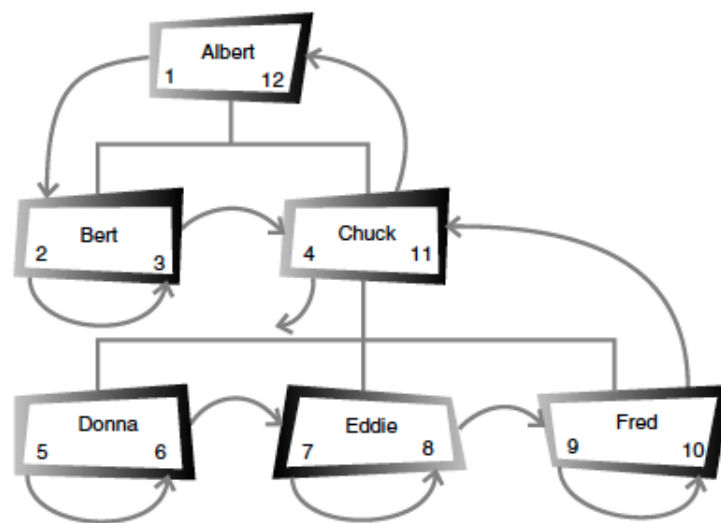 Albert
1 12
Bert
2 3
Chuck
4 11
Donna
5 6
Eddie
7 8
Fred
9 10